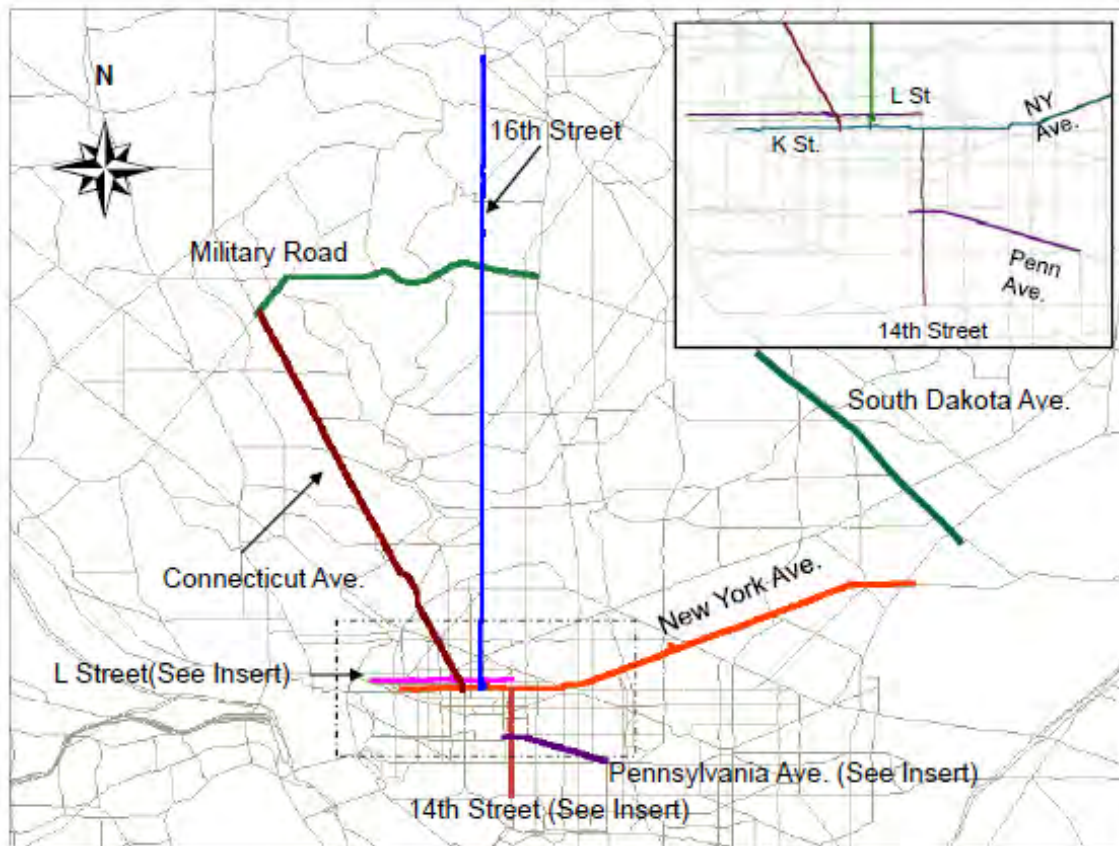 N
16th Street
Military Road
L St
NY
Ave.
K St.
Penn
Ave.
14th Street
South Dakota Ave.
Connecticut Ave.
New York Ave.
L Street(See Insert)
Pennsylvania Ave. (See Insert)
14th Street (See Insert)